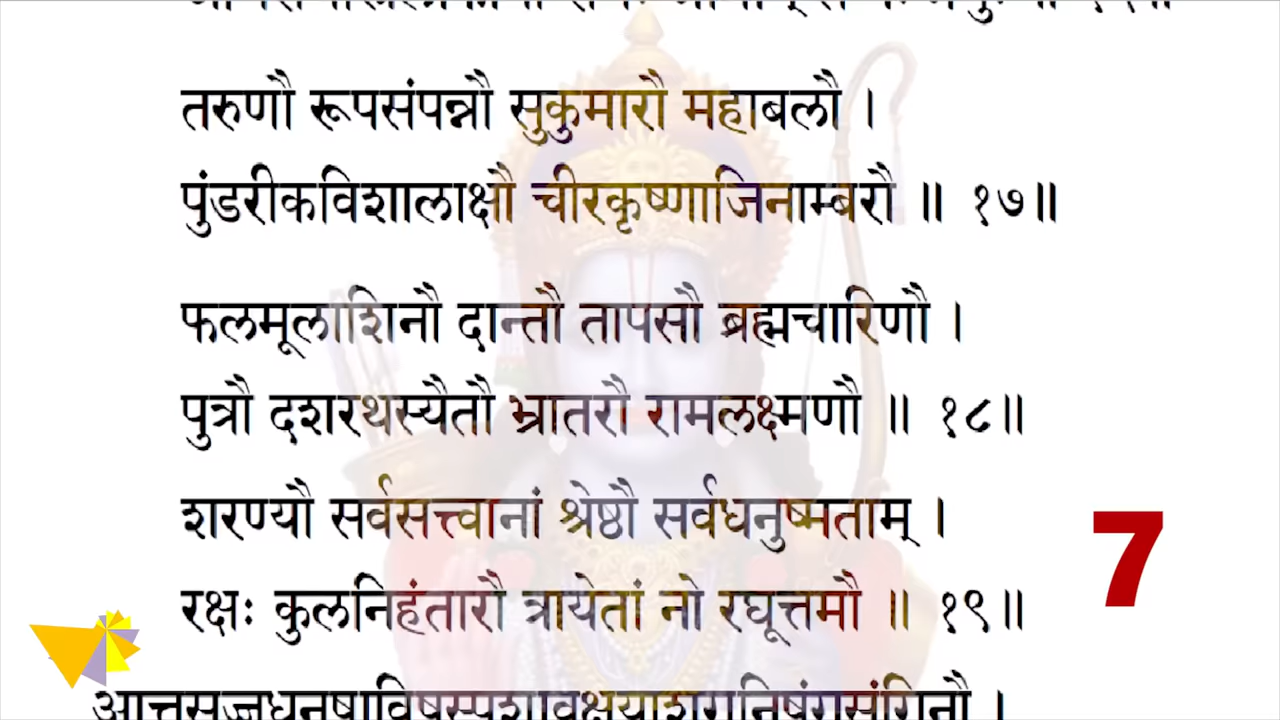 तरुणौ रूपसंपन्नौ सुकुमारौ महाबलौ ।
पुंडरीकविशालाक्षौ चीरकृष्णाजिनाम्बरौ ॥ १७॥
फलमूलाशिनौ दान्तौ तापसौ ब्रह्मचारिणौ ।
पुत्रौ दशरथस्यैतौ भ्रातरौ रामलक्ष्मणौ ॥ १८॥
शरण्यौ सर्वसत्त्वानां श्रेष्ठौ सर्वधनुष्मताम् ।
7
रक्षः कुलनिहंतारौ त्रायेतां नो रघूत्तमौ ॥ १९॥